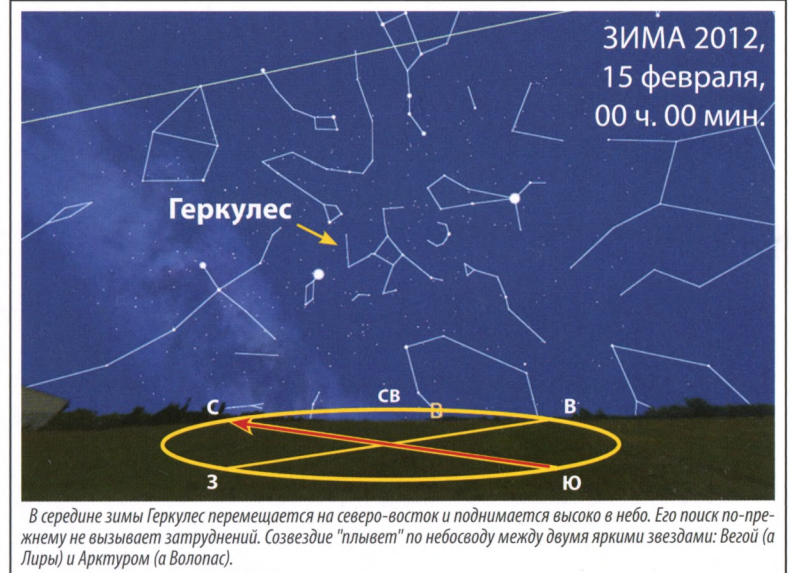 ЗИМА 2012,
15 февраля,
00 ч. 00 мин.
Геркулес
С
СВ
В
В
З
Ю
В середине зимы Геркулес перемещается на северо-восток и поднимается высоко в небо. Его поиск по-пре-
жнему не вызывает затруднений. Созвездие "плывет" по небосводу между двумя яркими звездами: Вегой (а
Лиры) и Арктуром (а Волопас).